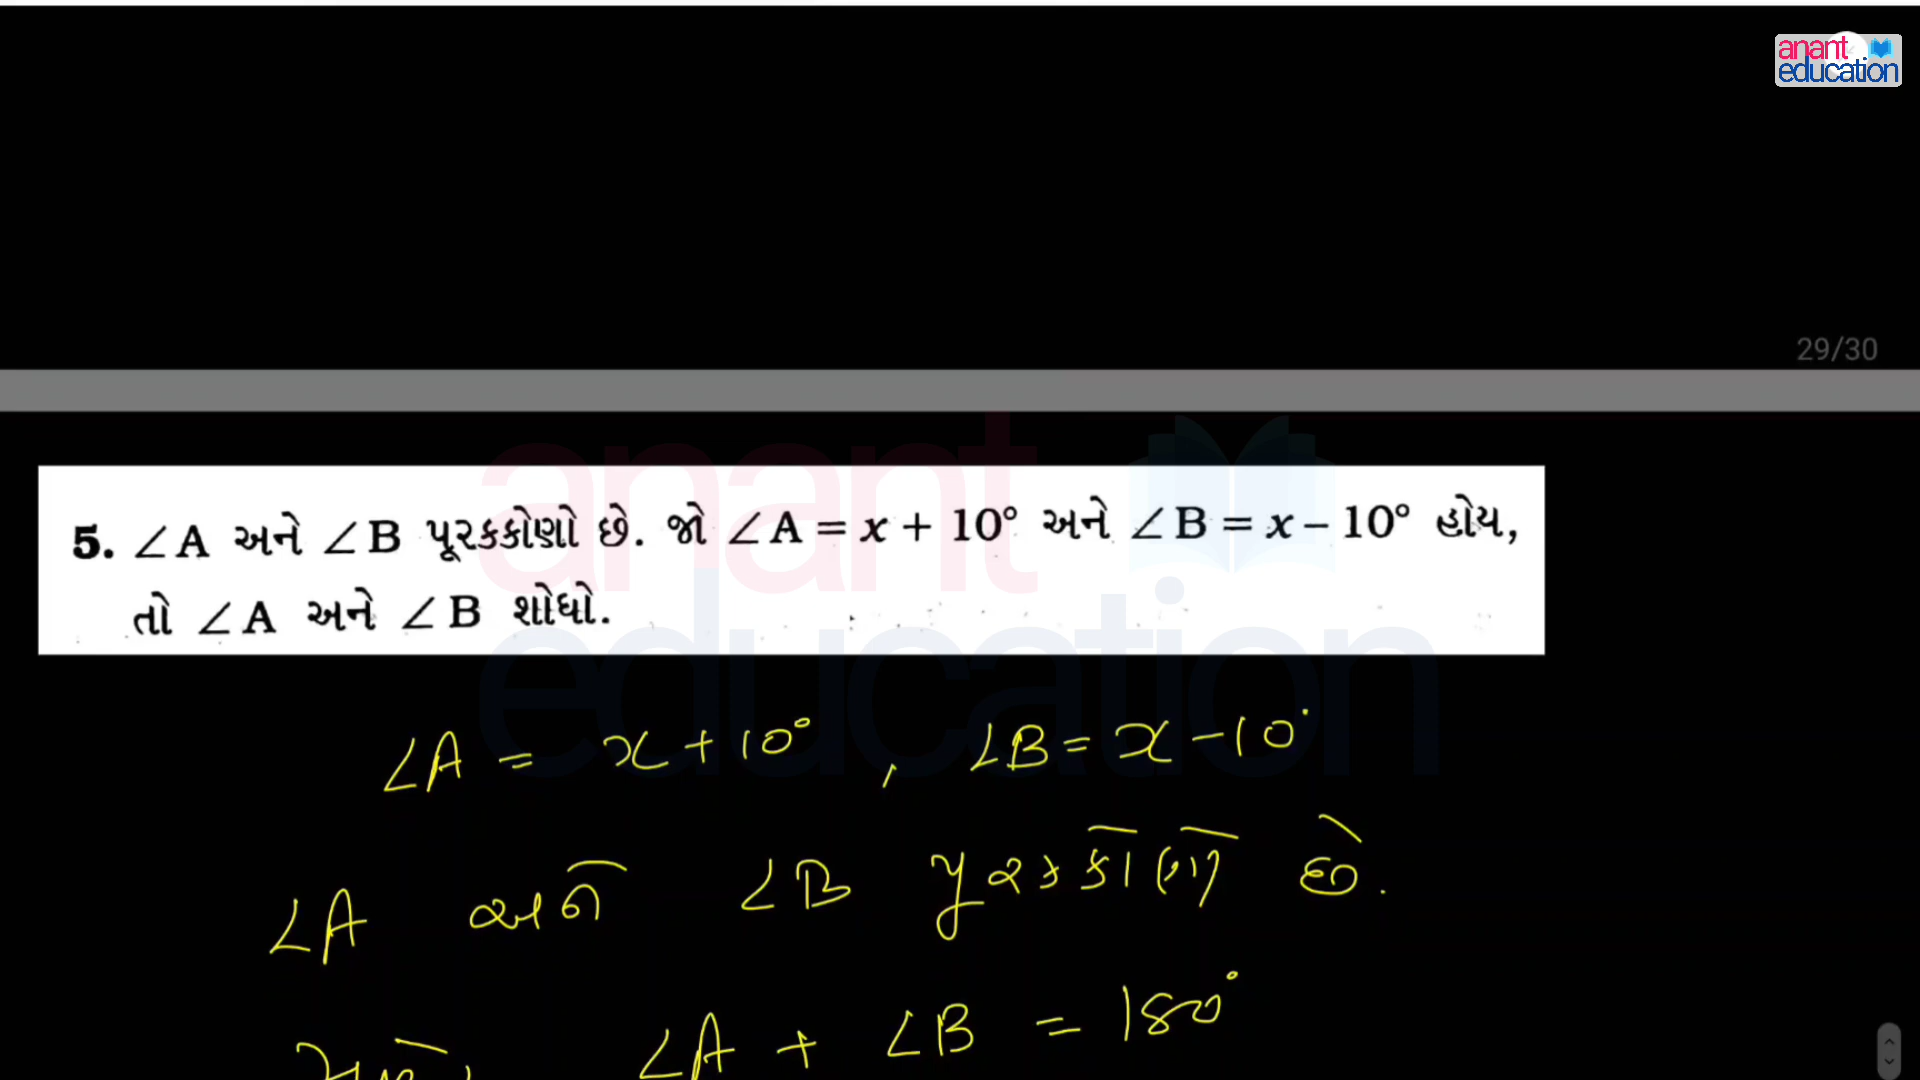 anant
education
29/30
5. ∠A અને ∠B પૂરકકોણો છે. જો ∠A = x + 10° અને ∠B = x – 10° હોય,
તો ∠A અને ∠B શોધો.
∠A = x + 10° , ∠B = x - 10°
∠A અને ∠B પુરકકોણો છે.
∠A + ∠B = 180°